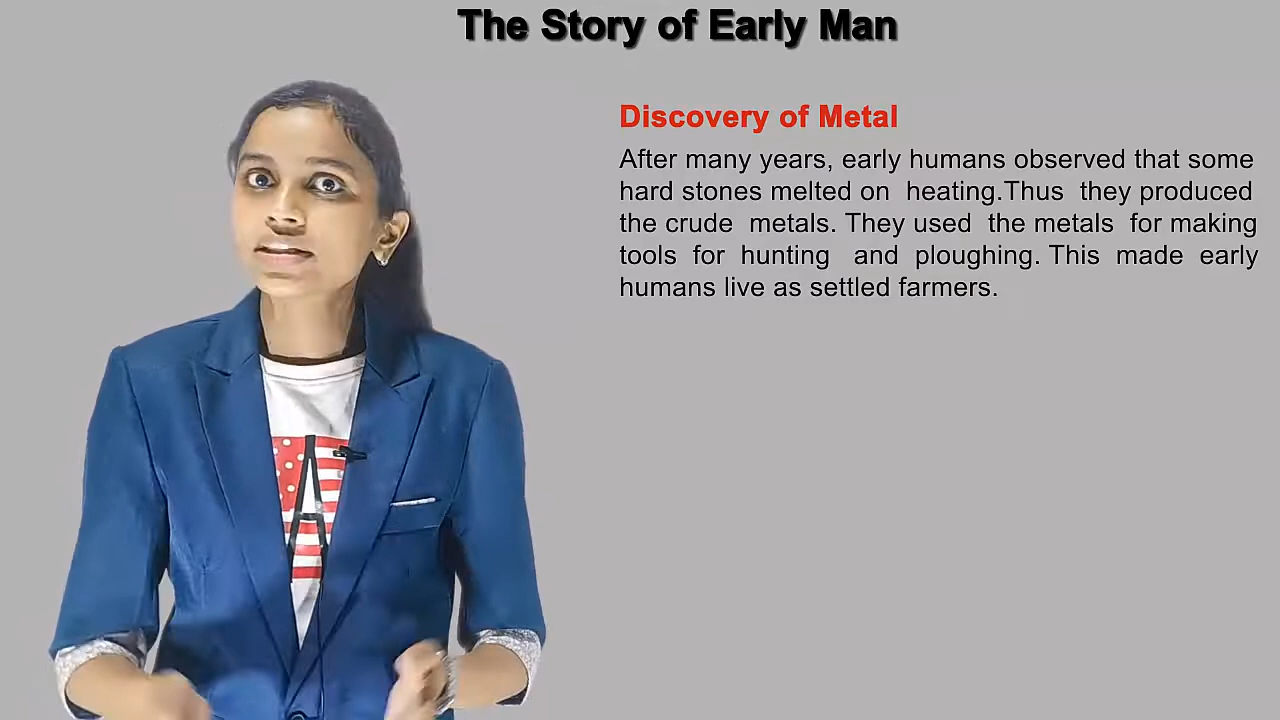 The Story of Early Man
Discovery of Metal
After many years, early humans observed that some
hard stones melted on heating.Thus they produced
the crude metals. They used the metals for making
tools for hunting and ploughing. This made early
humans live as settled farmers.
A